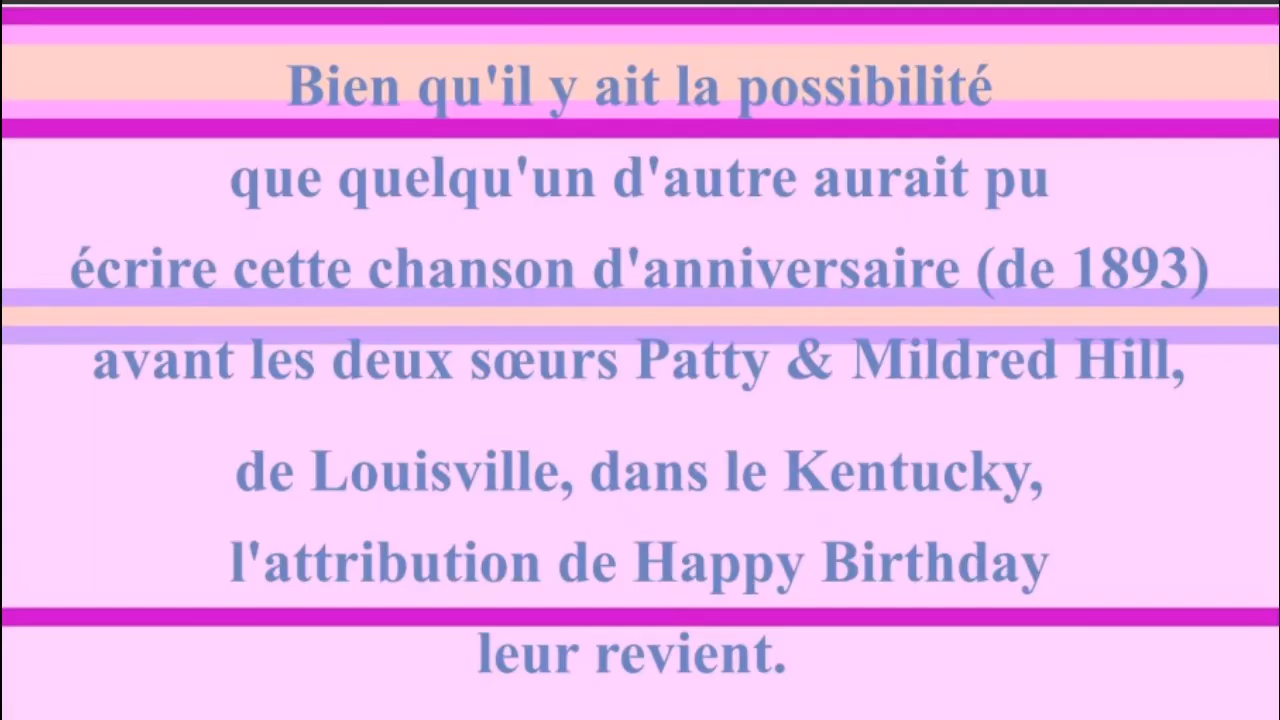 Bien qu'il y ait la possibilité
que quelqu'un d'autre aurait pu
écrire cette chanson d'anniversaire (de 1893)
avant les deux sœurs Patty & Mildred Hill,
de Louisville, dans le Kentucky,
l'attribution de Happy Birthday
leur revient.